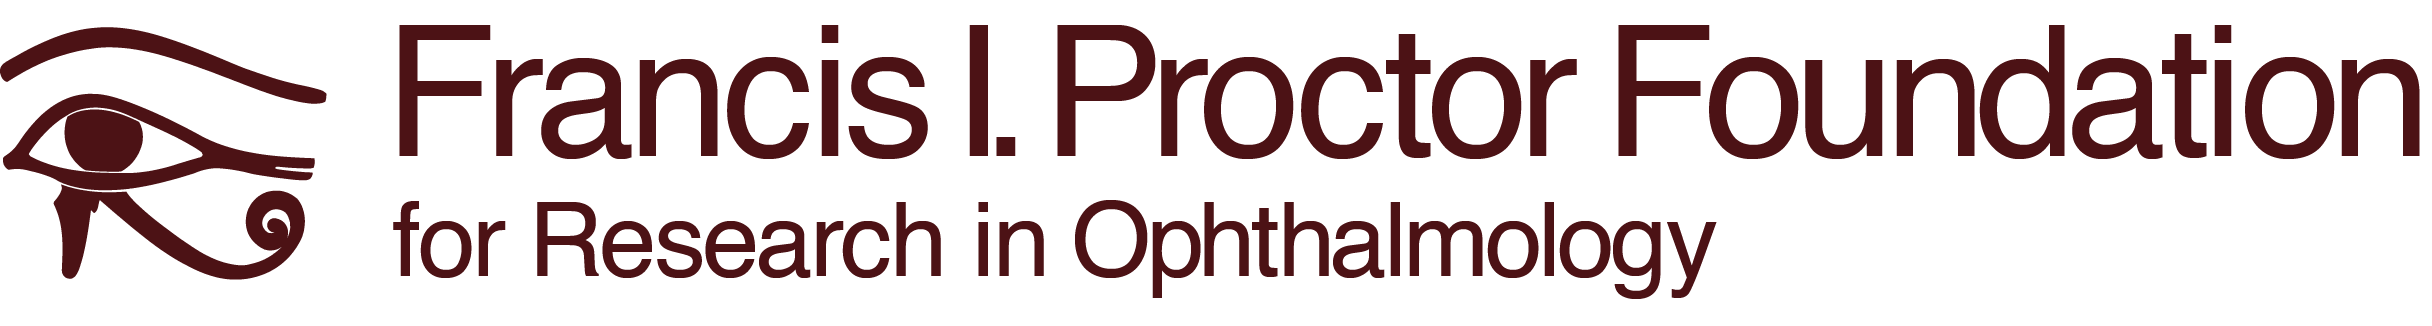 Francis I. Proctor Foundation
for Research in Ophthalmology